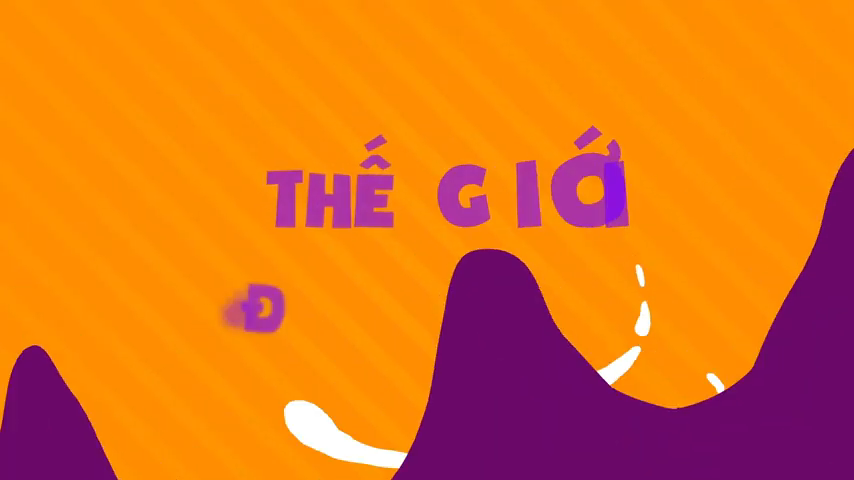 THẾ GIỚI
Đ